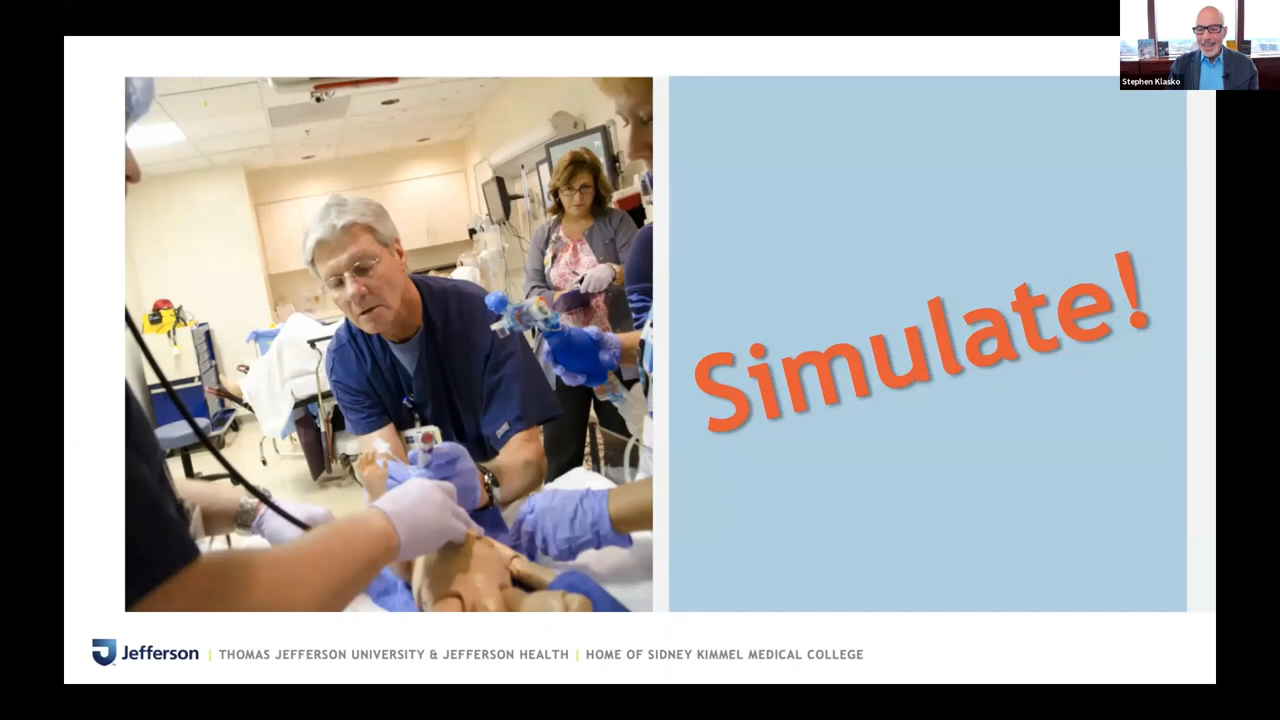 Stephen Klasko
Simulate!
Jefferson | THOMAS JEFFERSON UNIVERSITY & JEFFERSON HEALTH | HOME OF SIDNEY KIMMEL MEDICAL COLLEGE